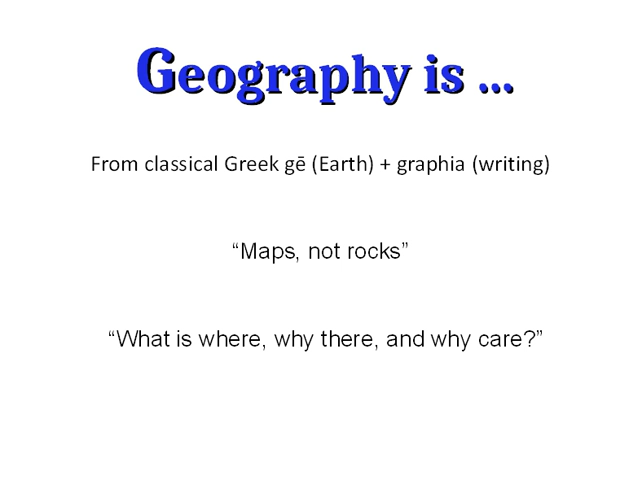 Geography is ...
From classical Greek gē (Earth) + graphia (writing)
“Maps, not rocks”
“What is where, why there, and why care?”